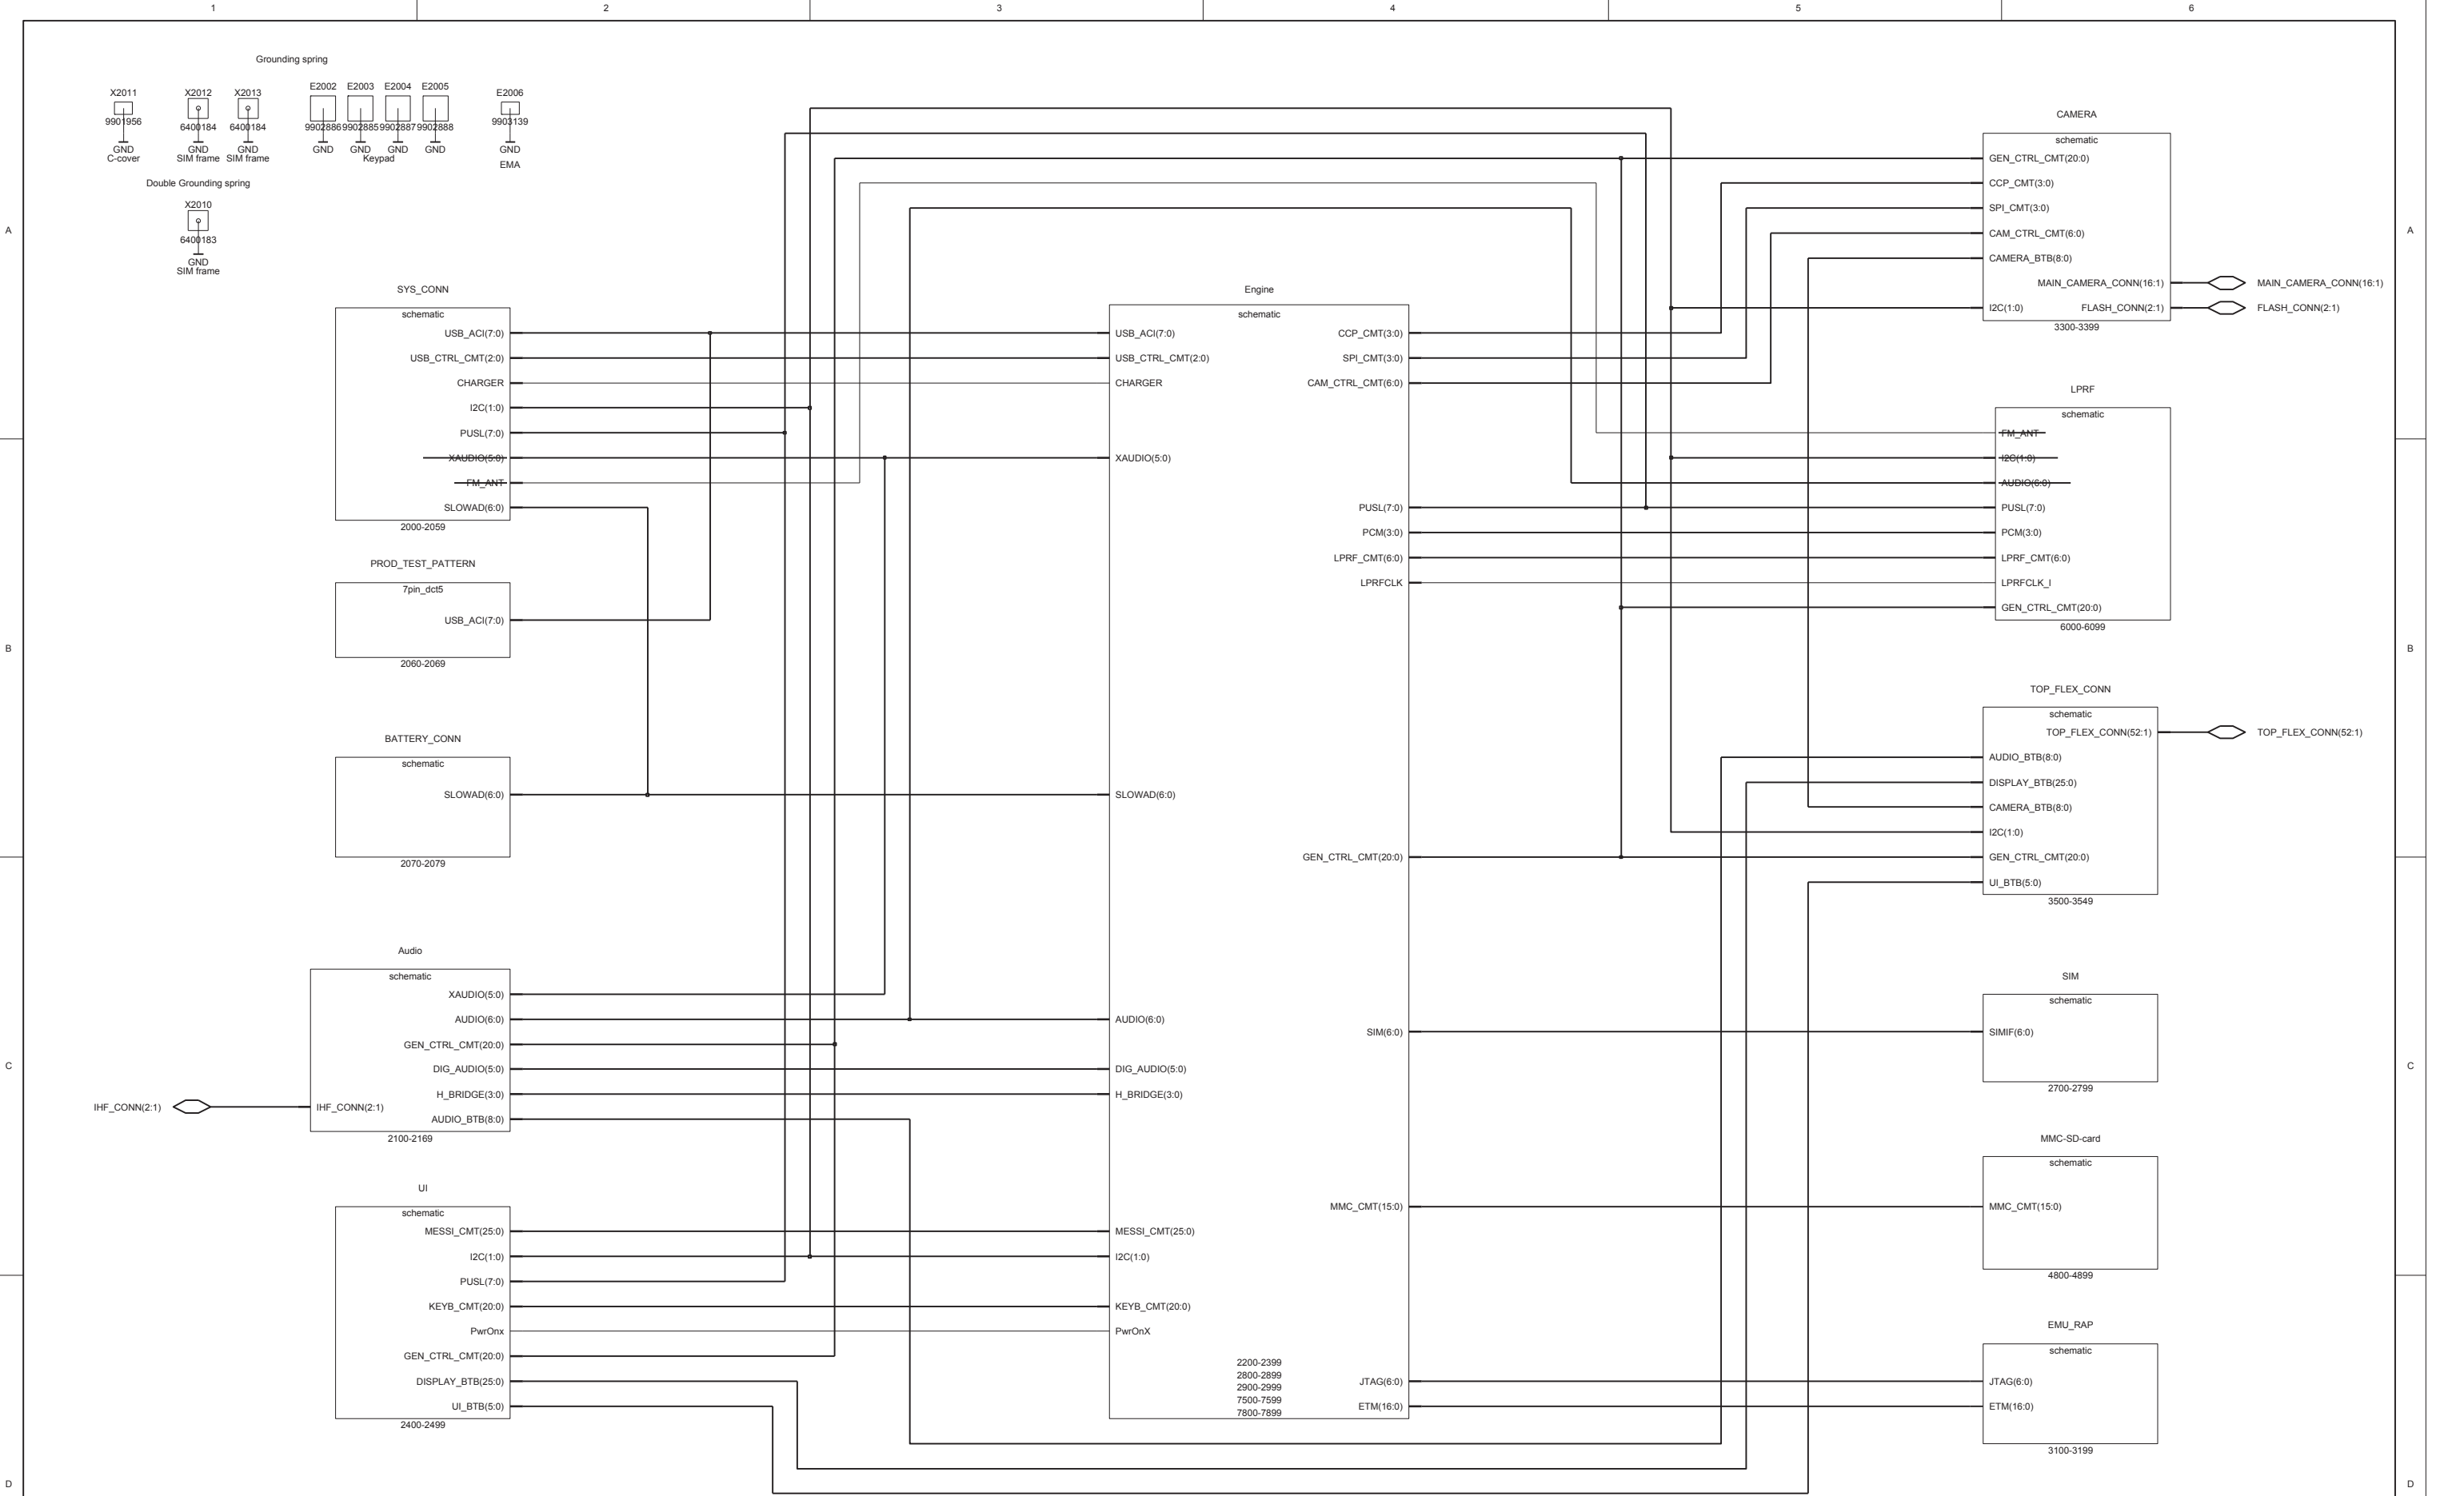 1 2 3 4 5 6
Grounding spring
X2011 X2012 X2013 E2002 E2003 E2004 E2005 E2006
9901956 6400184 6400184 9902886 9902885 9902887 9902888 9903139
GND GND GND GND GND GND GND GND
C-cover SIM frame SIM frame Keypad EMA
Double Grounding spring
X2010
6400183
GND
SIM frame
A
A
B
B
C
C
D
D
SYS_CONN
schematic
USB_ACI(7:0)
USB_CTRL_CMT(2:0)
CHARGER
I2C(1:0)
PUSL(7:0)
XAUDIO(5:0)
FM_ANT
SLOWAD(6:0)
2000-2059
PROD_TEST_PATTERN
7pin_dct5
USB_ACI(7:0)
2060-2069
BATTERY_CONN
schematic
SLOWAD(6:0)
2070-2079
Audio
schematic
XAUDIO(5:0)
AUDIO(6:0)
GEN_CTRL_CMT(20:0)
DIG_AUDIO(5:0)
H_BRIDGE(3:0)
IHF_CONN(2:1) IHF_CONN(2:1)
AUDIO_BTB(8:0)
2100-2169
UI
schematic
MESSI_CMT(25:0)
I2C(1:0)
PUSL(7:0)
KEYB_CMT(20:0)
PwrOnx
GEN_CTRL_CMT(20:0)
DISPLAY_BTB(25:0)
UI_BTB(5:0)
2400-2499
Engine
schematic
USB_ACI(7:0) CCP_CMT(3:0)
USB_CTRL_CMT(2:0) SPI_CMT(3:0)
CHARGER CAM_CTRL_CMT(6:0)
XAUDIO(5:0)
PUSL(7:0)
PCM(3:0)
LPRF_CMT(6:0)
LPRFCLK
SLOWAD(6:0)
GEN_CTRL_CMT(20:0)
AUDIO(6:0)
SIM(6:0)
DIG_AUDIO(5:0)
H_BRIDGE(3:0)
MMC_CMT(15:0)
MESSI_CMT(25:0)
I2C(1:0)
KEYB_CMT(20:0)
PwrOnX
2200-2399
2800-2899
2900-2999
7500-7599
7800-7899
JTAG(6:0)
ETM(16:0)
CAMERA
schematic
GEN_CTRL_CMT(20:0)
CCP_CMT(3:0)
SPI_CMT(3:0)
CAM_CTRL_CMT(6:0)
CAMERA_BTB(8:0)
MAIN_CAMERA_CONN(16:1) MAIN_CAMERA_CONN(16:1)
I2C(1:0) FLASH_CONN(2:1) FLASH_CONN(2:1)
3300-3399
LPRF
schematic
FM_ANT
I2C(1:0)
AUDIO(6:0)
PUSL(7:0)
PCM(3:0)
LPRF_CMT(6:0)
LPRFCLK_I
GEN_CTRL_CMT(20:0)
6000-6099
TOP_FLEX_CONN
schematic
TOP_FLEX_CONN(52:1) TOP_FLEX_CONN(52:1)
AUDIO_BTB(8:0)
DISPLAY_BTB(25:0)
CAMERA_BTB(8:0)
I2C(1:0)
GEN_CTRL_CMT(20:0)
UI_BTB(5:0)
3500-3549
SIM
schematic
SIMIF(6:0)
2700-2799
MMC-SD-card
schematic
MMC_CMT(15:0)
4800-4899
EMU_RAP
schematic
JTAG(6:0)
ETM(16:0)
3100-3199